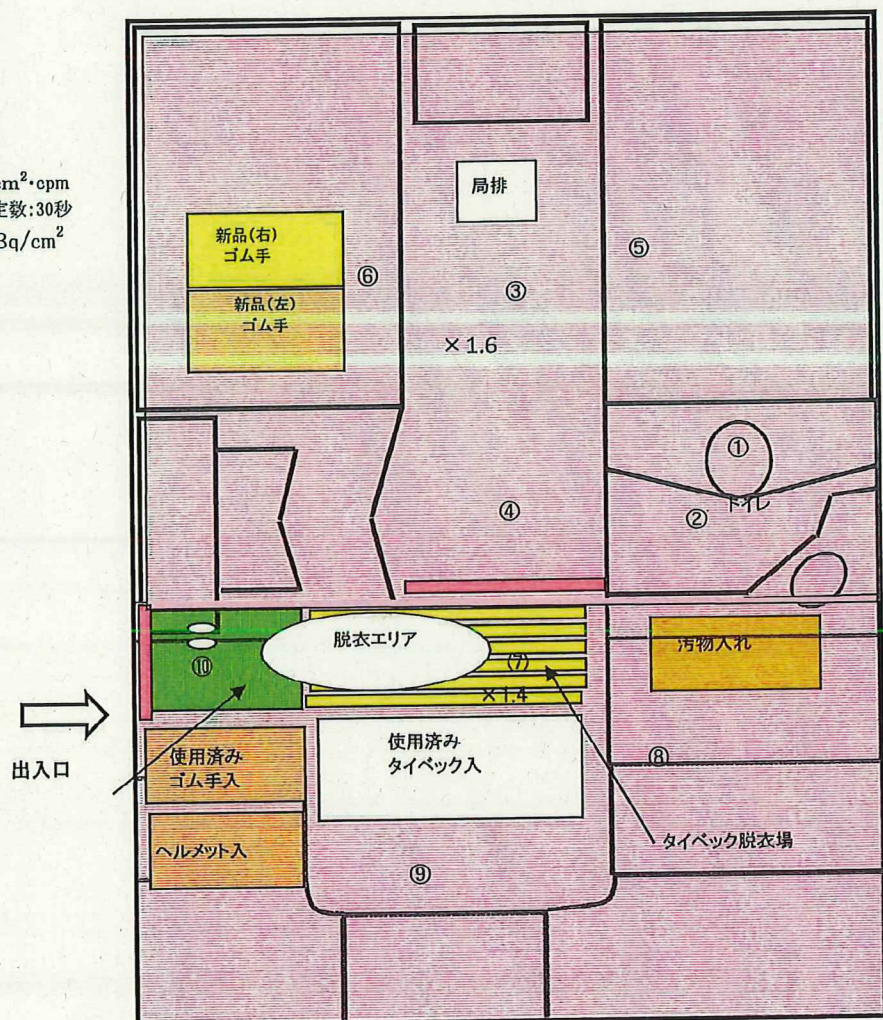 cm²・cpm
定数:30秒
Bq/cm²
局排
新品(右)
ゴム手
⑥
③
⑤
新品(左)
ゴム手
×1.6
①
④
②
トイレ
脱衣エリア
(7)
汚物入れ
⑩
×1.4
出入口
使用済み
ゴム手入
使用済み
タイベック入
⑧
ヘルメット入
タイベック脱衣場
⑨